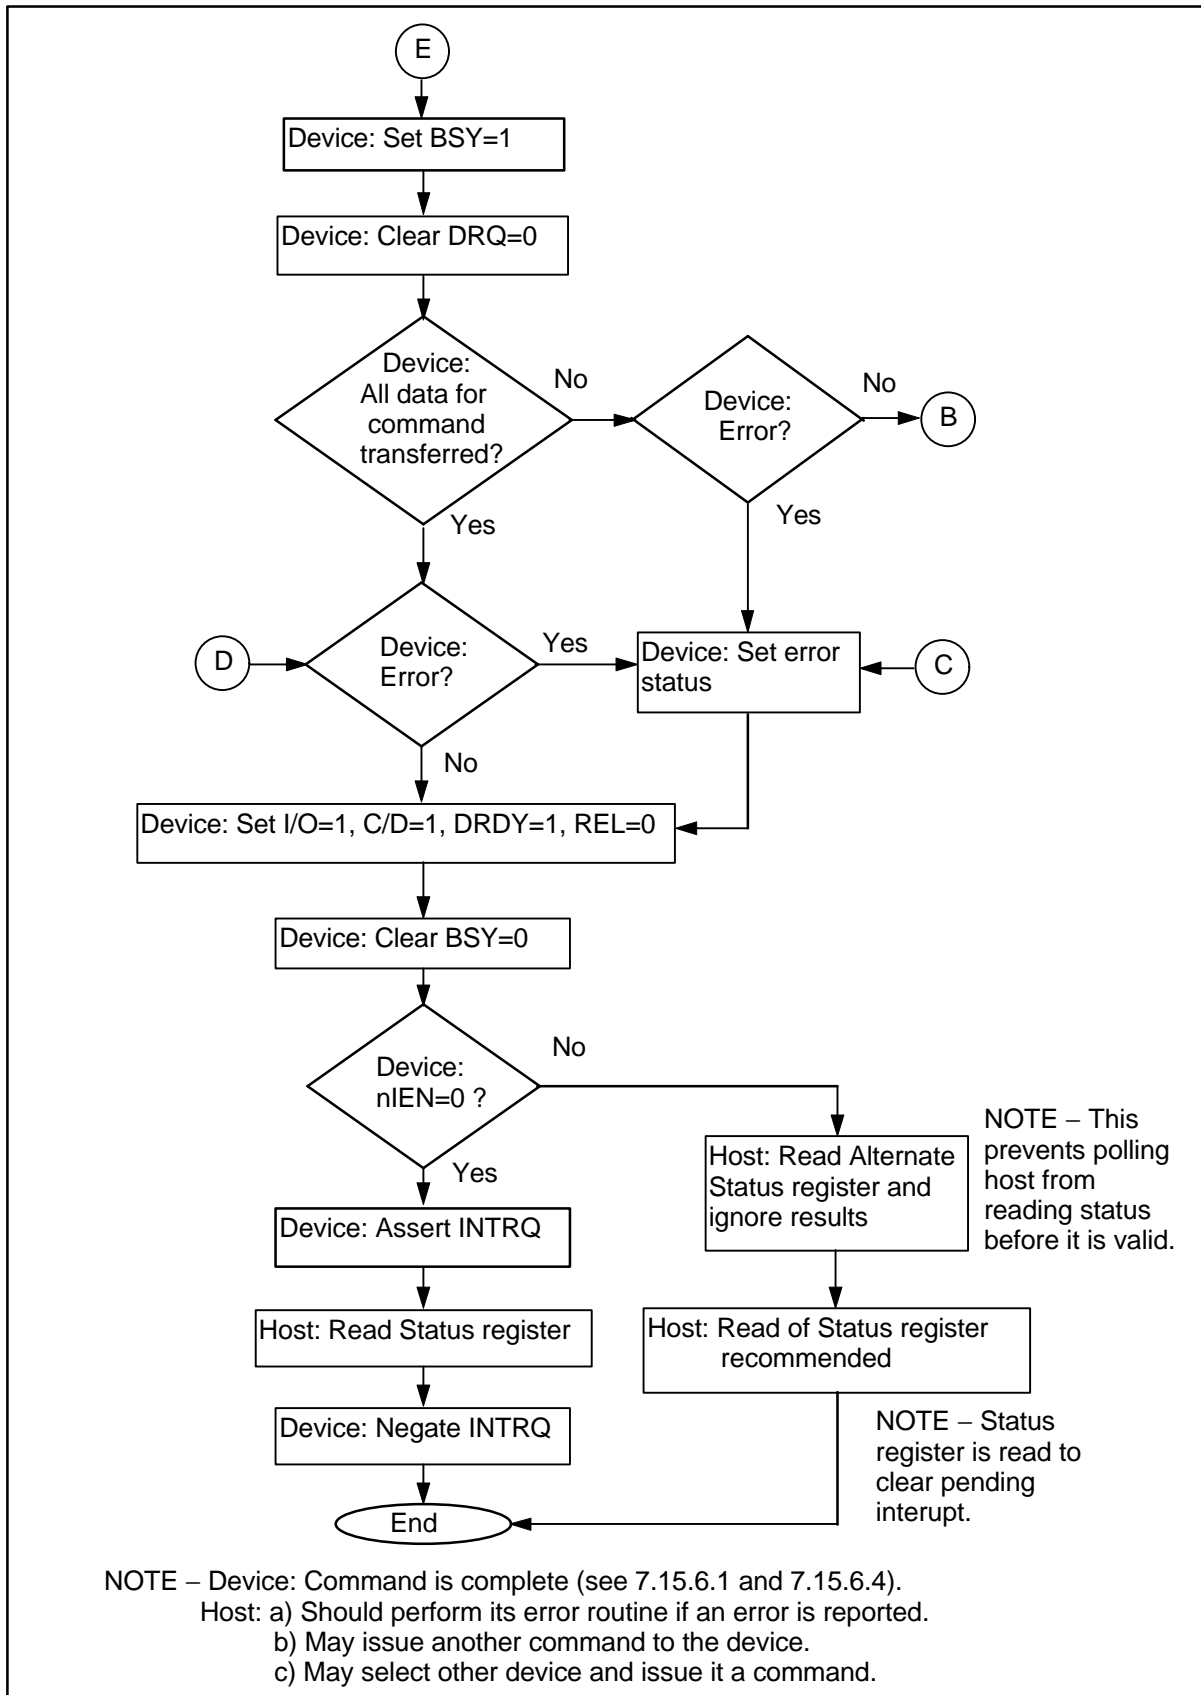 E
Device: Set BSY=1
Device: Clear DRQ=0
Device:
All data for
command
transferred?
No
Device:
Error?
No
B
Yes
Yes
D
Device:
Error?
Yes
Device: Set error
status
C
No
Device: Set I/O=1, C/D=1, DRDY=1, REL=0
Device: Clear BSY=0
Device:
nIEN=0 ?
No
Yes
Host: Read Alternate
Status register and
ignore results
NOTE – This
prevents polling
host from
reading status
before it is valid.
Device: Assert INTRQ
Host: Read Status register
Host: Read of Status register
recommended
Device: Negate INTRQ
NOTE – Status
register is read to
clear pending
interupt.
End
NOTE – Device: Command is complete (see 7.15.6.1 and 7.15.6.4).
Host: a) Should perform its error routine if an error is reported.
b) May issue another command to the device.
c) May select other device and issue it a command.